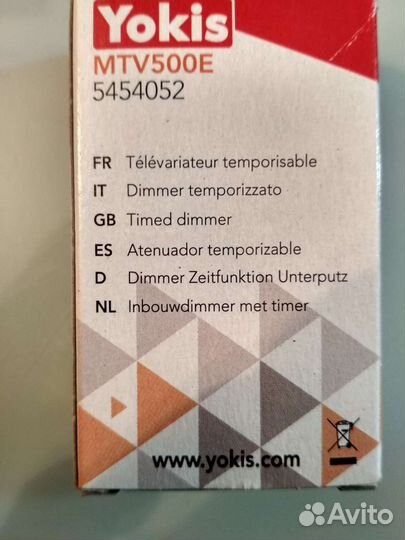 Yokis
MTV500E
5454052
FR Télévariateur temporisable
IT Dimmer temporizzato
GB Timed dimmer
ES Atenuador temporizable
D Dimmer Zeitfunktion Unterputz
NL Inbouwdimmer met timer
www.yokis.com
Avito